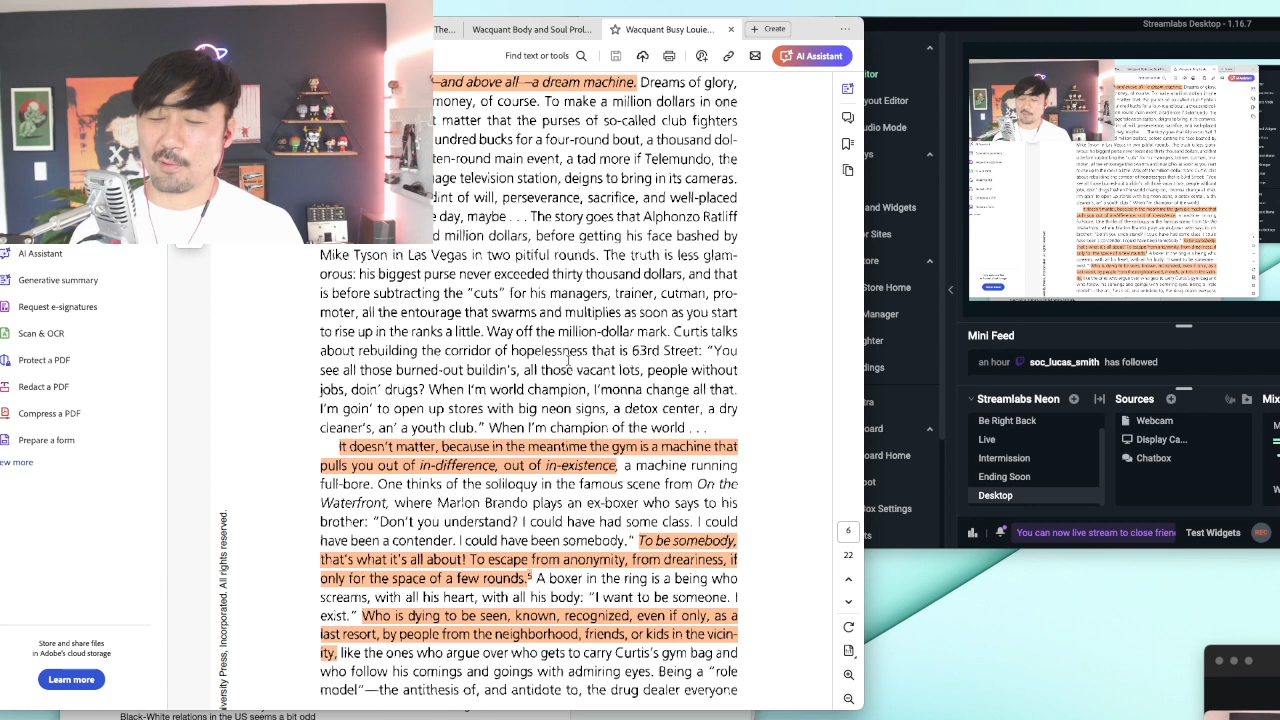 The...
Wacquant Body and Soul Prol...
Wacquant Busy Louie...
Create
Find text or tools
AI Assistant
AI Assistant
Generative summary
Request e-signatures
Scan & OCR
Protect a PDF
Redact a PDF
Compress a PDF
Prepare a form
ew more
Store and share files
in Adobe's cloud storage
Learn more
iversity Press, Incorporated. All rights reserved.
and above all a dream machine. Dreams of glory,
money, of course. To make a million dollars in one
matter that the purses of so-called club fighters
red bucks for a four-round bout, a thousand dol-
en-round main event, a tad more if Telemundo, the
age television station, deigns to bring in its cameras.
perseverance, sacrifice, and well-placed
day, may . . . The story goes that Alphonzo Ratliff
ers, before getting his face bashed by
Mike Tyson in Las Vegas in two pitiful rounds. The truth is less glam-
orous: his biggest purse never exceeded thirty thousand dollars, and that
is before subtracting the "cuts" for his managers, trainer, cutman, pro-
moter, all the entourage that swarms and multiplies as soon as you start
to rise up in the ranks a little. Way off the million-dollar mark. Curtis talks
about rebuilding the corridor of hopelessness that is 63rd Street: "You
see all those burned-out buildin's, all those vacant lots, people without
jobs, doin' drugs? When I'm world champion, I'monna change all that.
I'm goin' to open up stores with big neon signs, a detox center, a dry
cleaner's, an' a youth club." When I'm champion of the world . . .
It doesn't matter, because in the meantime the gym is a machine that
pulls you out of in-difference, out of in-existence, a machine running
full-bore. One thinks of the soliloquy in the famous scene from On the
Waterfront, where Marlon Brando plays an ex-boxer who says to his
brother: "Don't you understand? I could have had some class. I could
have been a contender. I could have been somebody." To be somebody,
that's what it's all about! To escape from anonymity, from dreariness, if
only for the space of a few rounds.⁵ A boxer in the ring is a being who
screams, with all his heart, with all his body: "I want to be someone. I
exist." Who is dying to be seen, known, recognized, even if only, as a
last resort, by people from the neighborhood, friends, or kids in the vicin-
ity, like the ones who argue over who gets to carry Curtis's gym bag and
who follow his comings and goings with admiring eyes. Being a "role
model"—the antithesis of, and antidote to, the drug dealer everyone
6
22
Black-White relations in the US seems a bit odd
Streamlabs Desktop - 1.16.7
itor
yout Editor
udio Mode
ys
and Widgets
or Sites
ore
Store Home
Manager
ghter
dings
tra
oard
oard Home
pot
ox Settings
ts
Mini Feed
an hour
soc_lucas_smith has followed
Streamlabs Neon
Be Right Back
Live
Intermission
Ending Soon
Desktop
Sources
Webcam
Display Ca...
Chatbox
Mix
You can now live stream to close frien
Test Widgets
REC